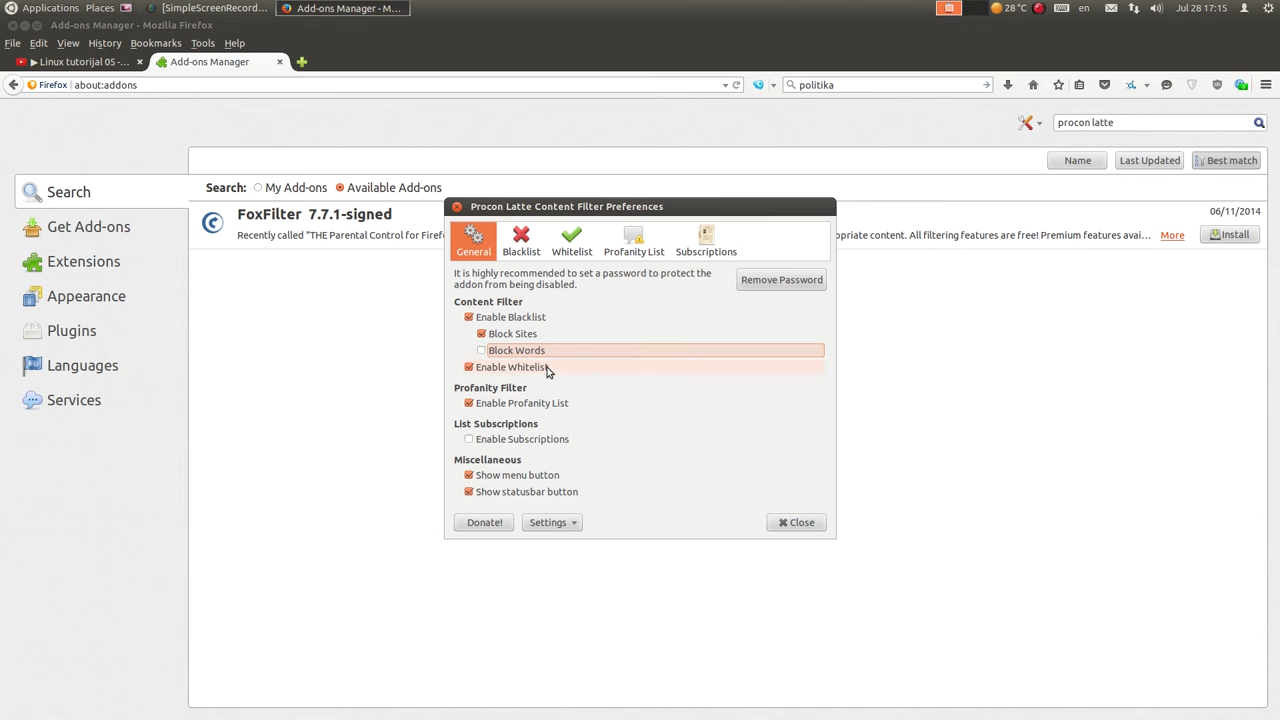 Applications Places [SimpleScreenRecord... Add-ons Manager - M... 28 °C en Jul 28 17:15
Add-ons Manager - Mozilla Firefox
File Edit View History Bookmarks Tools Help
▶ Linux tutorijal 05 -... Add-ons Manager
Firefox about:addons politika
procon latte
Name Last Updated Best match
Search Search: My Add-ons Available Add-ons
Get Add-ons
Extensions
Appearance
Plugins
Languages
Services
FoxFilter 7.7.1-signed 06/11/2014
Recently called "THE Parental Control for Firef opriate content. All filtering features are free! Premium features avai... More Install
Procon Latte Content Filter Preferences
General Blacklist Whitelist Profanity List Subscriptions
It is highly recommended to set a password to protect the
addon from being disabled.
Remove Password
Content Filter
Enable Blacklist
Block Sites
Block Words
Enable Whitelist
Profanity Filter
Enable Profanity List
List Subscriptions
Enable Subscriptions
Miscellaneous
Show menu button
Show statusbar button
Donate! Settings Close